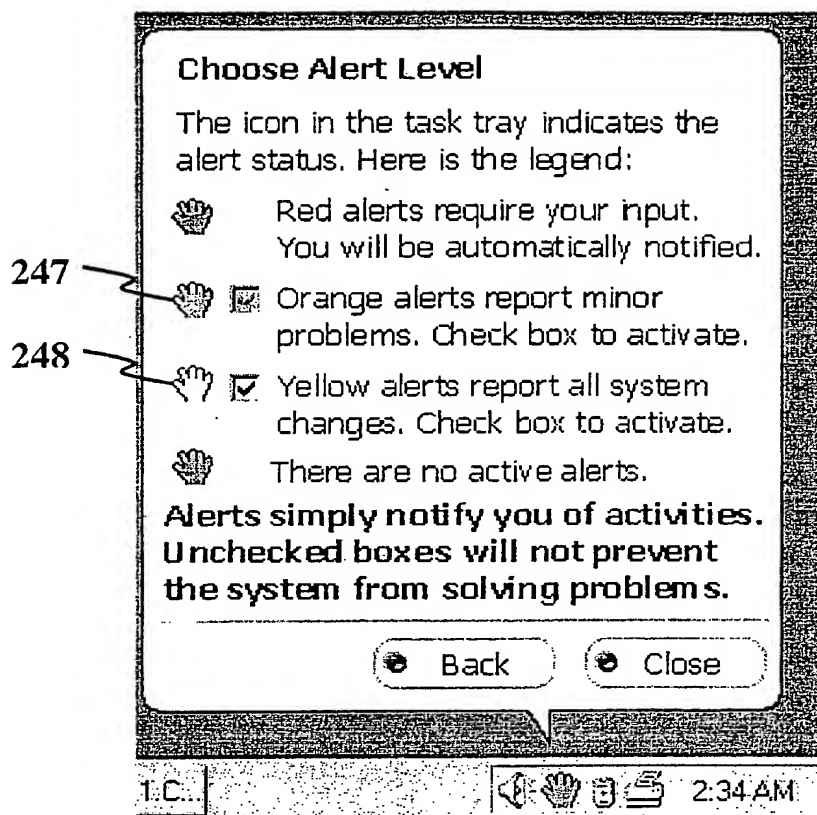 Choose Alert Level
The icon in the task tray indicates the
alert status. Here is the legend:
Red alerts require your input.
You will be automatically notified.
247
Orange alerts report minor
problems. Check box to activate.
248
Yellow alerts report all system
changes. Check box to activate.
There are no active alerts.
Alerts simply notify you of activities.
Unchecked boxes will not prevent
the system from solving problems.
Back Close
1.C... 2:34 AM